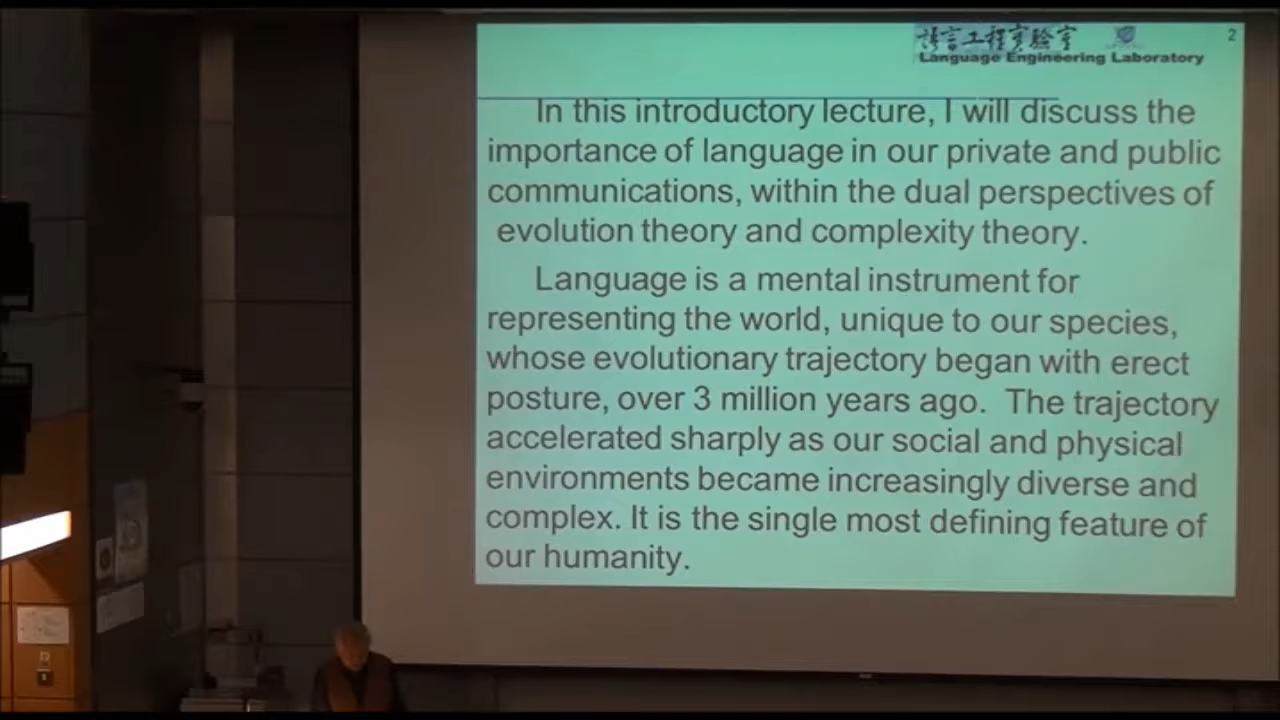 語言工程實驗室
2
Language Engineering Laboratory
In this introductory lecture, I will discuss the
importance of language in our private and public
communications, within the dual perspectives of
evolution theory and complexity theory.
Language is a mental instrument for
representing the world, unique to our species,
whose evolutionary trajectory began with erect
posture, over 3 million years ago. The trajectory
accelerated sharply as our social and physical
environments became increasingly diverse and
complex. It is the single most defining feature of
our humanity.